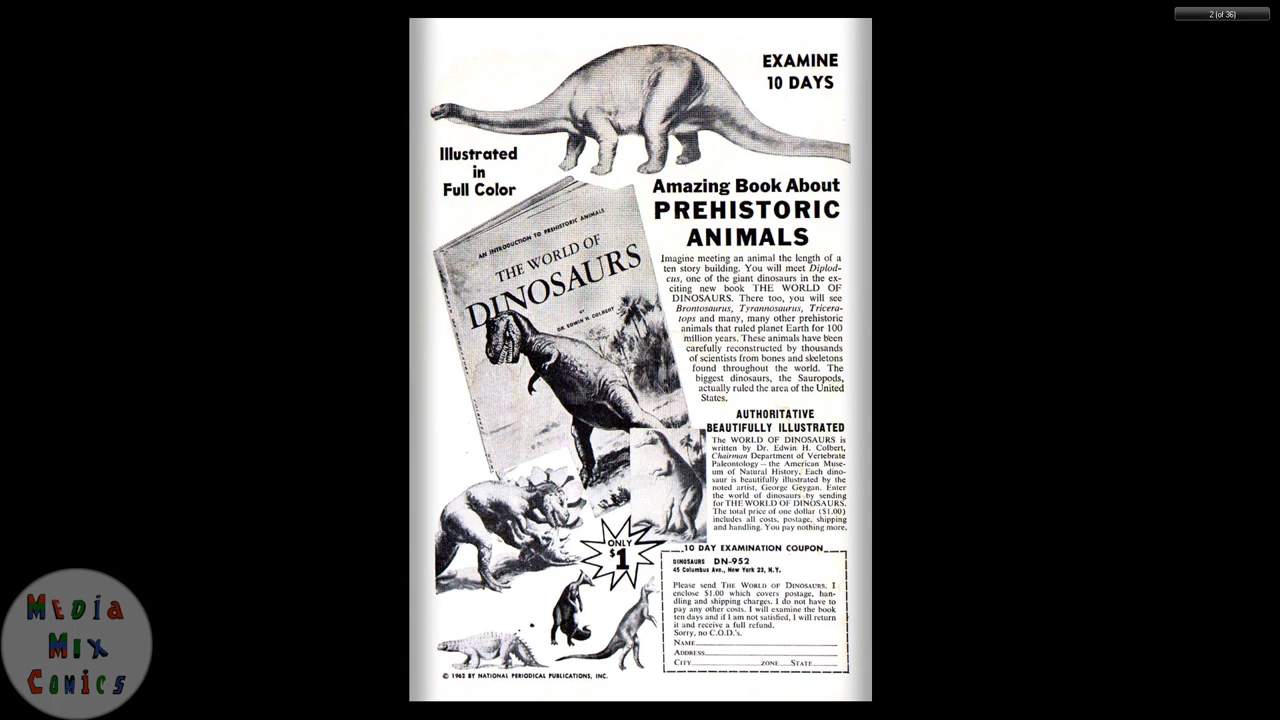 2 (of 36)
EXAMINE
10 DAYS
Illustrated
in
Full Color
AN INTRODUCTION TO PREHISTORIC ANIMALS
THE WORLD OF
DINOSAURS
BY
DR. EDWIN H. COLBERT
Amazing Book About
PREHISTORIC
ANIMALS
Imagine meeting an animal the length of a
ten story building. You will meet Diplod-
cus, one of the giant dinosaurs in the ex-
citing new book THE WORLD OF
DINOSAURS. There too, you will see
Brontosaurus, Tyrannosaurus, Tricera-
tops and many, many other prehistoric
animals that ruled planet Earth for 100
million years. These animals have been
carefully reconstructed by thousands
of scientists from bones and skeletons
found throughout the world. The
biggest dinosaurs, the Sauropods,
actually ruled the area of the United
States.
AUTHORITATIVE
BEAUTIFULLY ILLUSTRATED
The WORLD OF DINOSAURS is
written by Dr. Edwin H. Colbert,
Chairman Department of Vertebrate
Paleontology — the American Muse-
um of Natural History. Each dino-
saur is beautifully illustrated by the
noted artist, George Geygan. Enter
the world of dinosaurs by sending
for THE WORLD OF DINOSAURS.
The total price of one dollar ($1.00)
includes all costs, postage, shipping
and handling. You pay nothing more.
ONLY
$1
10 DAY EXAMINATION COUPON
DINOSAURS DN-952
45 Columbus Ave., New York 23, N.Y.
Please send THE WORLD OF DINOSAURS. I
enclose $1.00 which covers postage, han-
dling and shipping charges. I do not have to
pay any other costs. I will examine the book
ten days and if I am not satisfied, I will return
it and receive a full refund.
Sorry, no C.O.D.'s.
NAME
ADDRESS
CITY ZONE STATE
© 1962 BY NATIONAL PERIODICAL PUBLICATIONS, INC.
MEDIA
MIX
COMICS